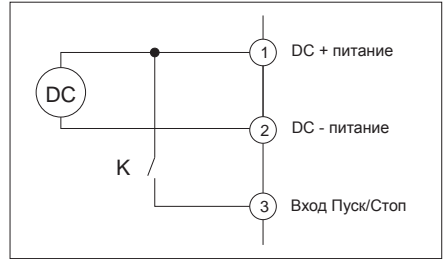 1 DC + питание
DC
2 DC - питание
K
3 Вход Пуск/Стоп